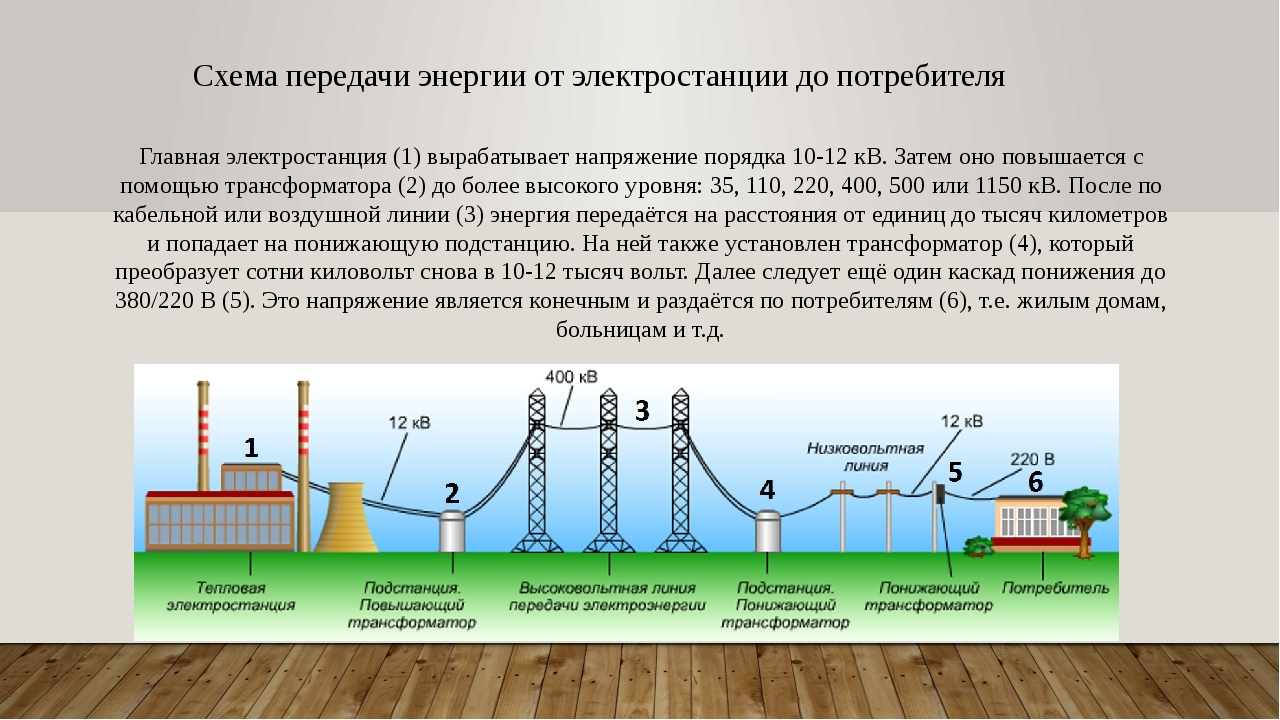 Схема передачи энергии от электростанции до потребителя
Главная электростанция (1) вырабатывает напряжение порядка 10-12 кВ. Затем оно повышается с
помощью трансформатора (2) до более высокого уровня: 35, 110, 220, 400, 500 или 1150 кВ. После по
кабельной или воздушной линии (3) энергия передаётся на расстояния от единиц до тысяч километров
и попадает на понижающую подстанцию. На ней также установлен трансформатор (4), который
преобразует сотни киловольт снова в 10-12 тысяч вольт. Далее следует ещё один каскад понижения до
380/220 В (5). Это напряжение является конечным и раздаётся по потребителям (6), т.е. жилым домам,
больницам и т.д.
400 кВ
3
12 кВ
12 кВ
1
Низковольтная
линия
220 В
2
4
5
6
Тепловая
электростанция
Подстанция.
Повышающий
трансформатор
Высоковольтная линия
передачи электроэнергии
Подстанция.
Понижающий
трансформатор
Понижающий
трансформатор
Потребитель